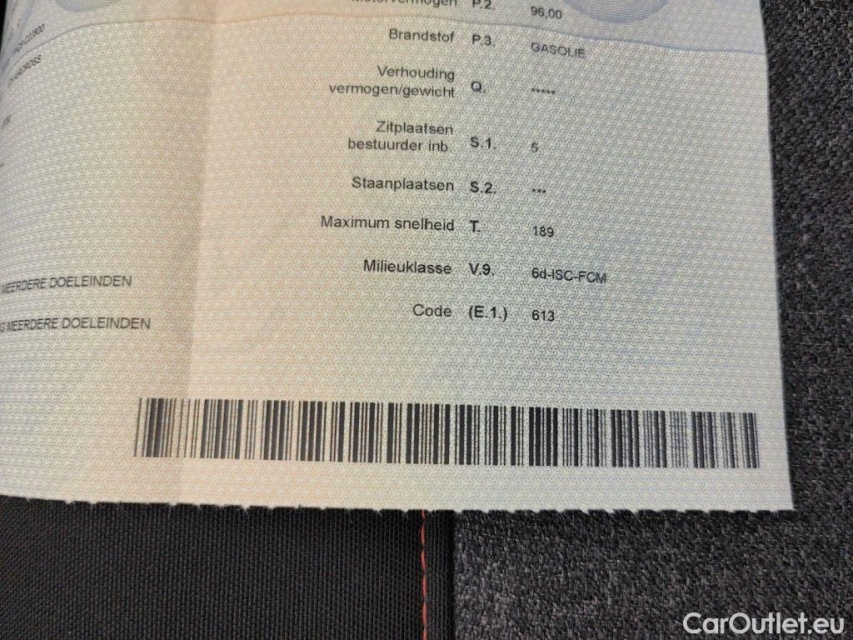 P.2. 96,00
Brandstof P.3. GASOLIE
Verhouding
vermogen/gewicht Q. *****
Zitplaatsen
bestuurder inb. S.1. 5
Staanplaatsen S.2. ***
Maximum snelheid T. 189
Milieuklasse V.9. 6d-ISC-FCM
MEERDERE DOELEINDEN
Code (E.1.) 613
G MEERDERE DOELEINDEN
CarOutlet.eu